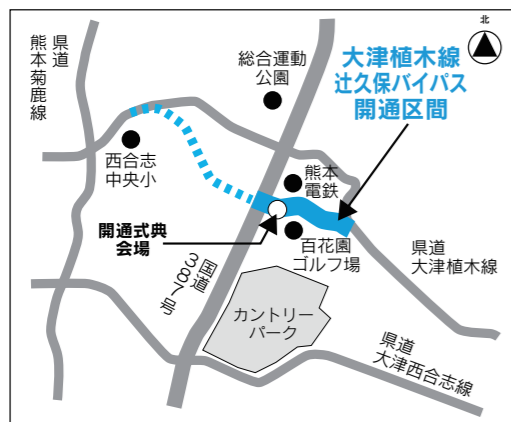 北
県道
熊本菊鹿線
総合運動
公園
大津植木線
辻久保バイパス
開通区間
西合志
中央小
熊本
電鉄
開通式典
会場
百花園
ゴルフ場
県道
大津植木線
国道
387号
カントリー
パーク
県道
大津西合志線